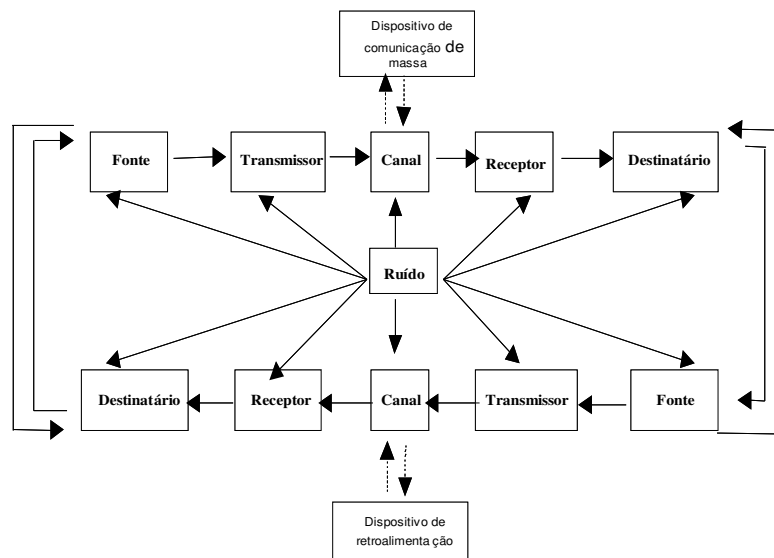 Dispositivo de
comunicação de
massa
Fonte
Transmissor
Canal
Receptor
Destinatário
Ruído
Destinatário
Receptor
Canal
Transmissor
Fonte
Dispositivo de
retroalimenta ção